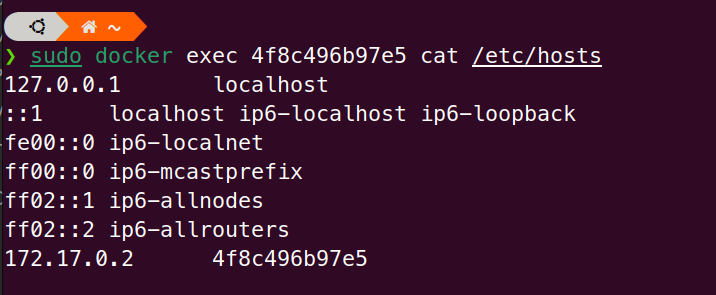 ~
❯ sudo docker exec 4f8c496b97e5 cat /etc/hosts
127.0.0.1       localhost
::1     localhost ip6-localhost ip6-loopback
fe00::0 ip6-localnet
ff00::0 ip6-mcastprefix
ff02::1 ip6-allnodes
ff02::2 ip6-allrouters
172.17.0.2      4f8c496b97e5